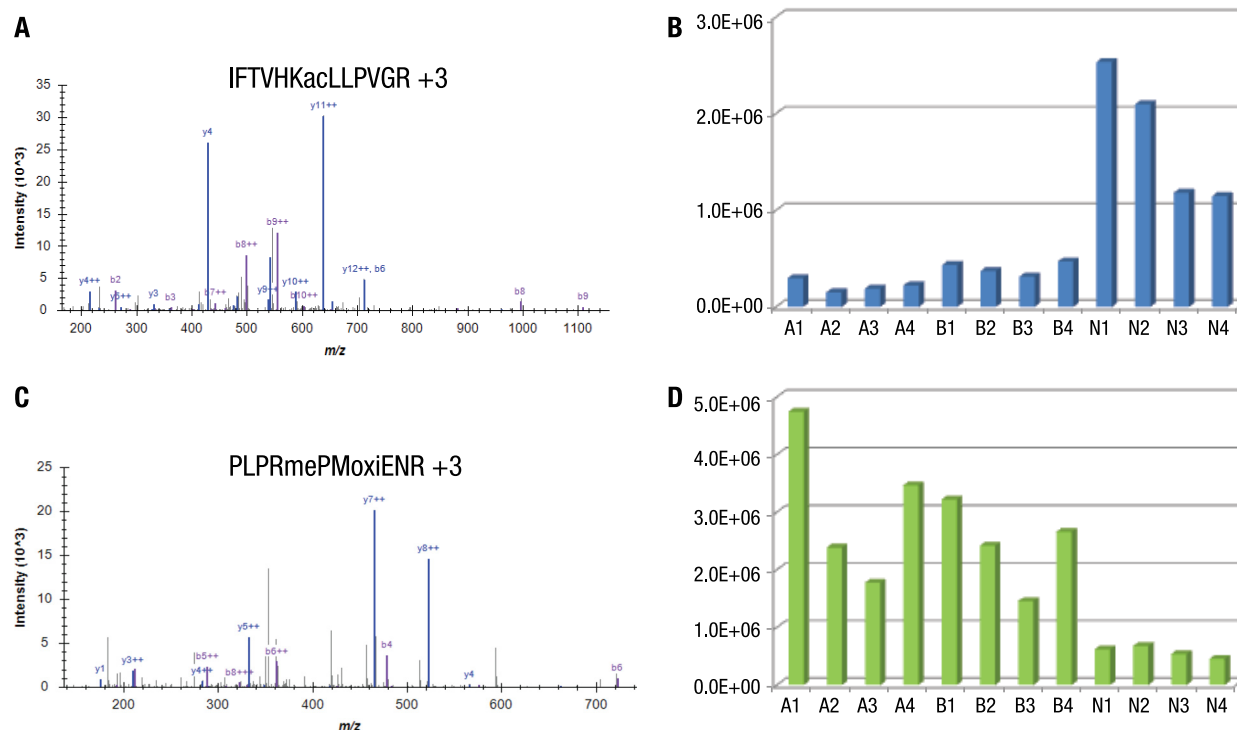 A
IFTVHKacLLPVGR +3
Intensity (10^3)
35
30
25
20
15
10
5
0
y11++
y4
b9++
b8++
y4++
b2
y5++
y3
b3
b7++
y9++
y10++
b10++
y12++, b6
b8
b9
200 300 400 500 600 700 800 900 1000 1100
m/z
B
3.0E+06
2.0E+06
1.0E+06
0.0E+00
A1 A2 A3 A4 B1 B2 B3 B4 N1 N2 N3 N4
C
PLPRmePMoxiENR +3
Intensity (10^3)
25
20
15
10
5
0
y7++
y8++
y5++
y1
y3++
b5++
y4++
b8+++
b6++
b4
y4
b6
200 300 400 500 600 700
m/z
D
5.0E+06
4.0E+06
3.0E+06
2.0E+06
1.0E+06
0.0E+00
A1 A2 A3 A4 B1 B2 B3 B4 N1 N2 N3 N4